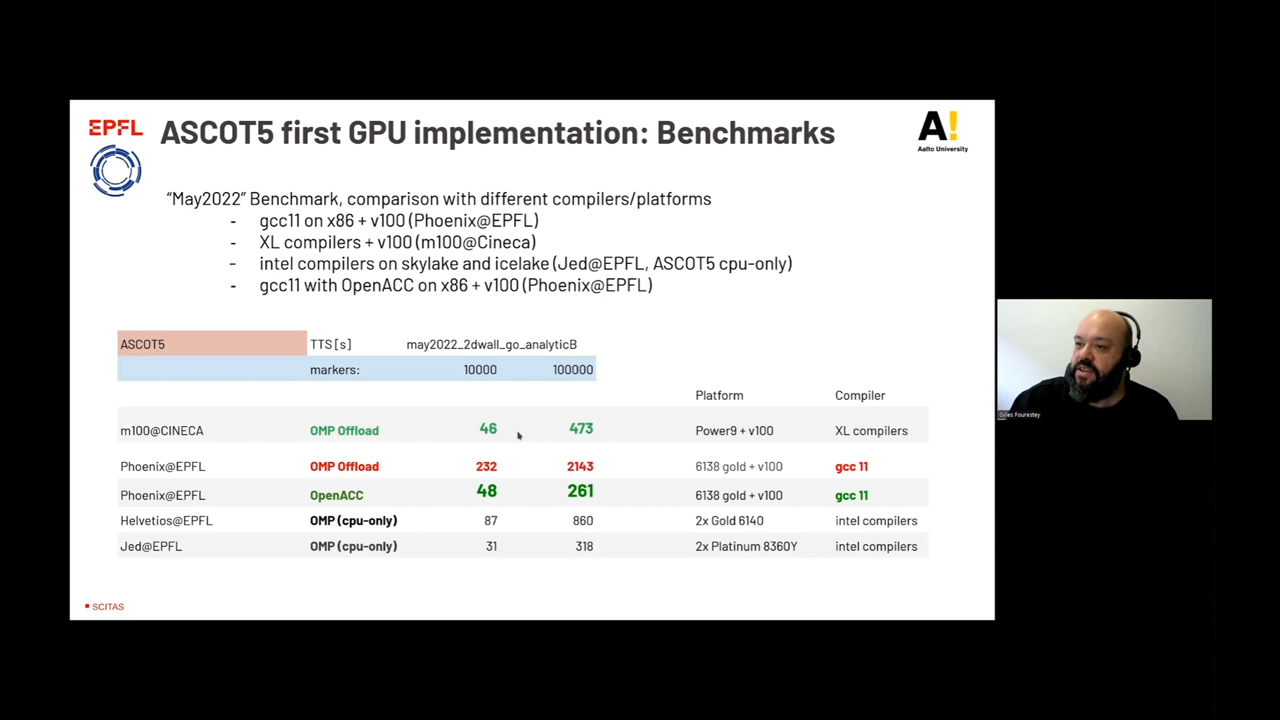 EPFL
ASCOT5 first GPU implementation: Benchmarks
A!
Aalto University
“May2022” Benchmark, comparison with different compilers/platforms
- gcc11 on x86 + v100 (Phoenix@EPFL)
- XL compilers + v100 (m100@Cineca)
- intel compilers on skylake and icelake (Jed@EPFL, ASCOT5 cpu-only)
- gcc11 with OpenACC on x86 + v100 (Phoenix@EPFL)
ASCOT5 TTS[s] may2022_2dwall_go_analyticB
markers: 10000 100000
Platform Compiler
m100@CINECA OMP Offload 46 473 Power9 + v100 XL compilers
Phoenix@EPFL OMP Offload 232 2143 6138 gold + v100 gcc 11
Phoenix@EPFL OpenACC 48 261 6138 gold + v100 gcc 11
Helvetios@EPFL OMP (cpu-only) 87 860 2x Gold 6140 intel compilers
Jed@EPFL OMP (cpu-only) 31 318 2x Platinum 8360Y intel compilers
SCITAS
Gilles Fourestey